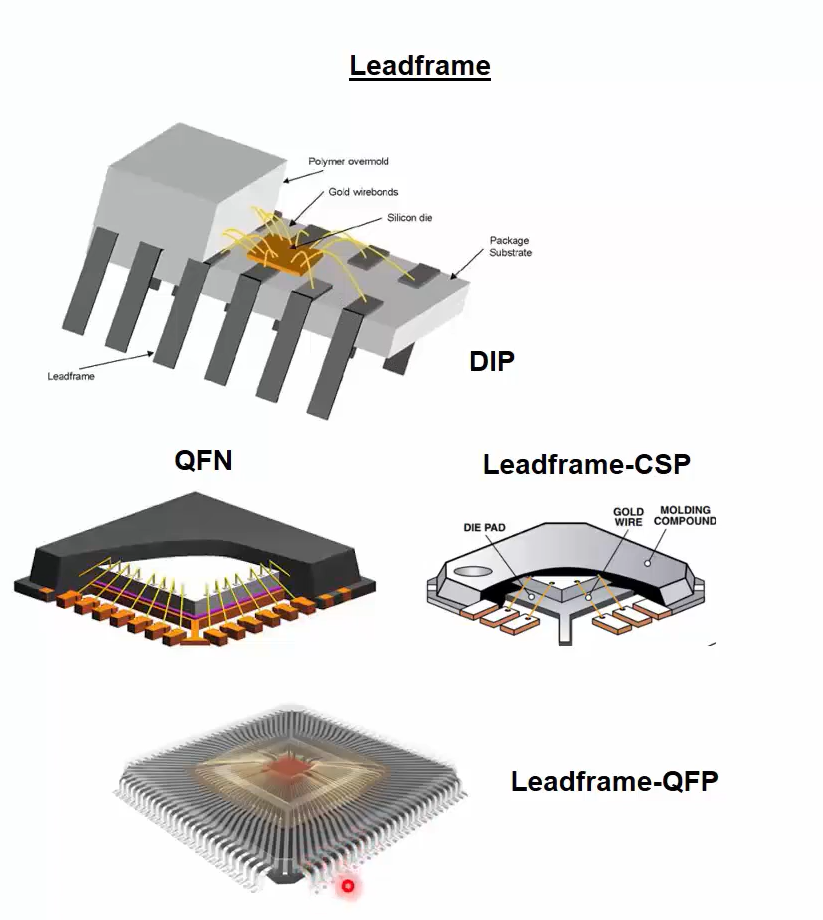 Leadframe
Polymer overmold
Gold wirebonds
Silicon die
Package
Substrate
Leadframe
DIP
QFN
Leadframe-CSP
DIE PAD
GOLD
WIRE
MOLDING
COMPOUND
Leadframe-QFP